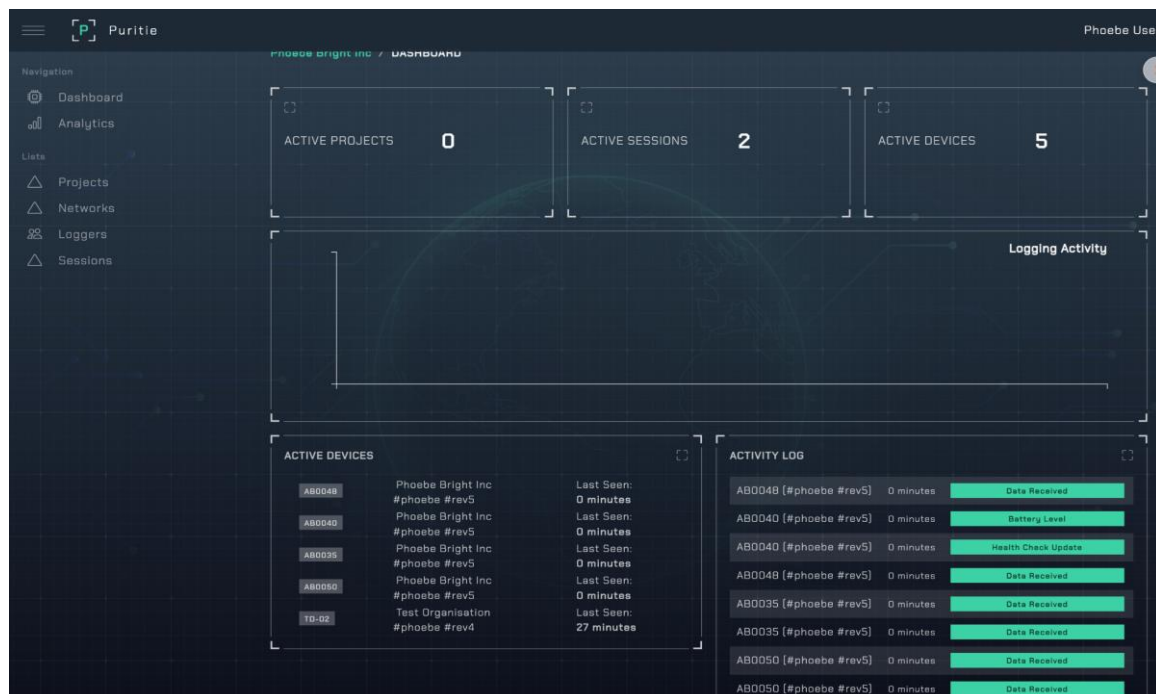 Puritie
Phoebe Use
Navigation
Dashboard
Analytics
Lists
Projects
Networks
Loggers
Sessions
Phoebe Bright Inc / DASHBOARD
ACTIVE PROJECTS 0
ACTIVE SESSIONS 2
ACTIVE DEVICES 5
Logging Activity
ACTIVE DEVICES
AB0048 Phoebe Bright Inc Last Seen:
#phoebe #rev5 0 minutes
AB0040 Phoebe Bright Inc Last Seen:
#phoebe #rev5 0 minutes
AB0035 Phoebe Bright Inc Last Seen:
#phoebe #rev5 0 minutes
AB0050 Phoebe Bright Inc Last Seen:
#phoebe #rev5 0 minutes
TD-02 Test Organisation Last Seen:
#phoebe #rev4 27 minutes
ACTIVITY LOG
AB0048 [#phoebe #rev5] 0 minutes Data Received
AB0040 [#phoebe #rev5] 0 minutes Battery Level
AB0040 [#phoebe #rev5] 0 minutes Health Check Update
AB0048 [#phoebe #rev5] 0 minutes Data Received
AB0035 [#phoebe #rev5] 0 minutes Data Received
AB0035 [#phoebe #rev5] 0 minutes Data Received
AB0050 [#phoebe #rev5] 0 minutes Data Received
AB0050 [#phoebe #rev5] 0 minutes Data Received